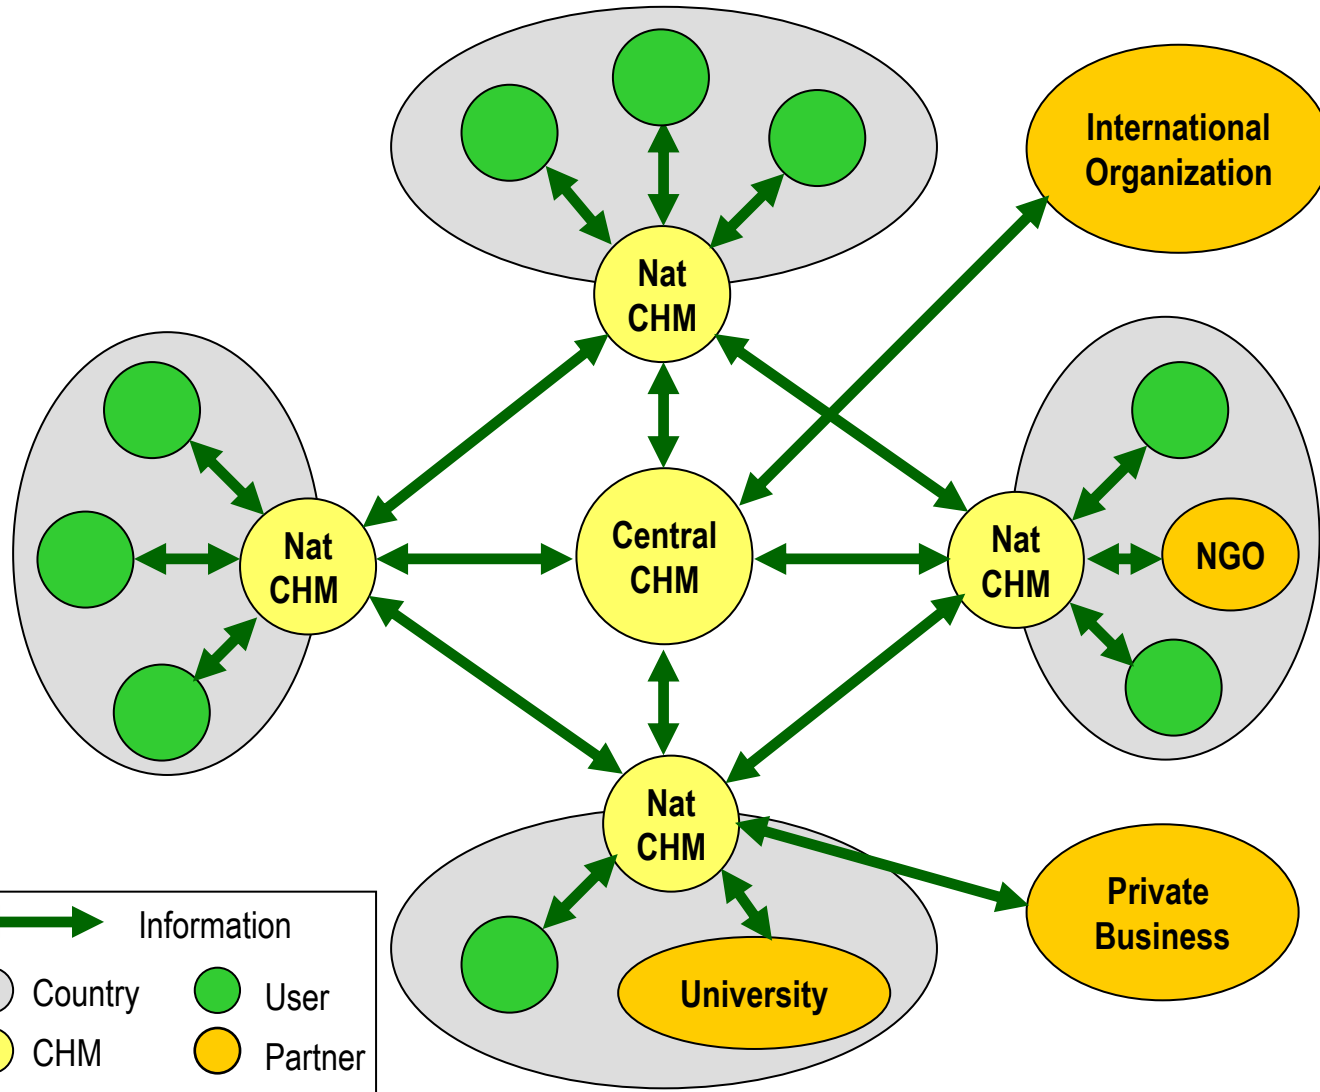 International
Organization
Nat
CHM
Nat
CHM
Central
CHM
Nat
CHM
NGO
Nat
CHM
University
Private
Business
Information
Country
User
CHM
Partner